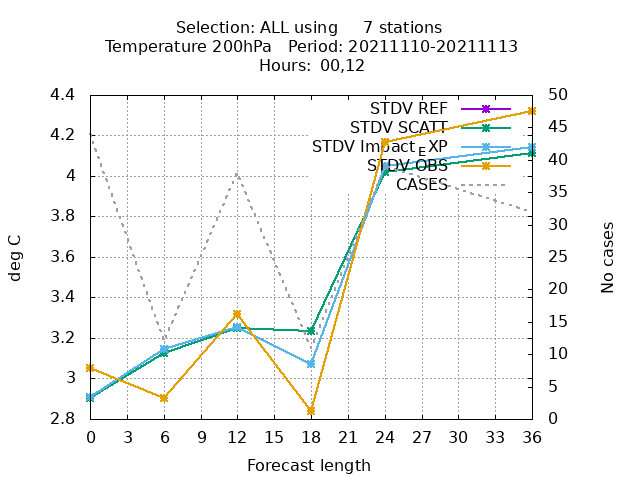 Selection: ALL using 7 stations
Temperature 200hPa Period: 20211110-20211113
Hours: 00,12
4.4
4.2
4
3.8
3.6
3.4
3.2
3
2.8
50
45
40
35
30
25
20
15
10
5
0
deg C
No cases
STDV REF
STDV SCATT
STDV Impact_EXP
STDV OBS
CASES
0 3 6 9 12 15 18 21 24 27 30 33 36
Forecast length